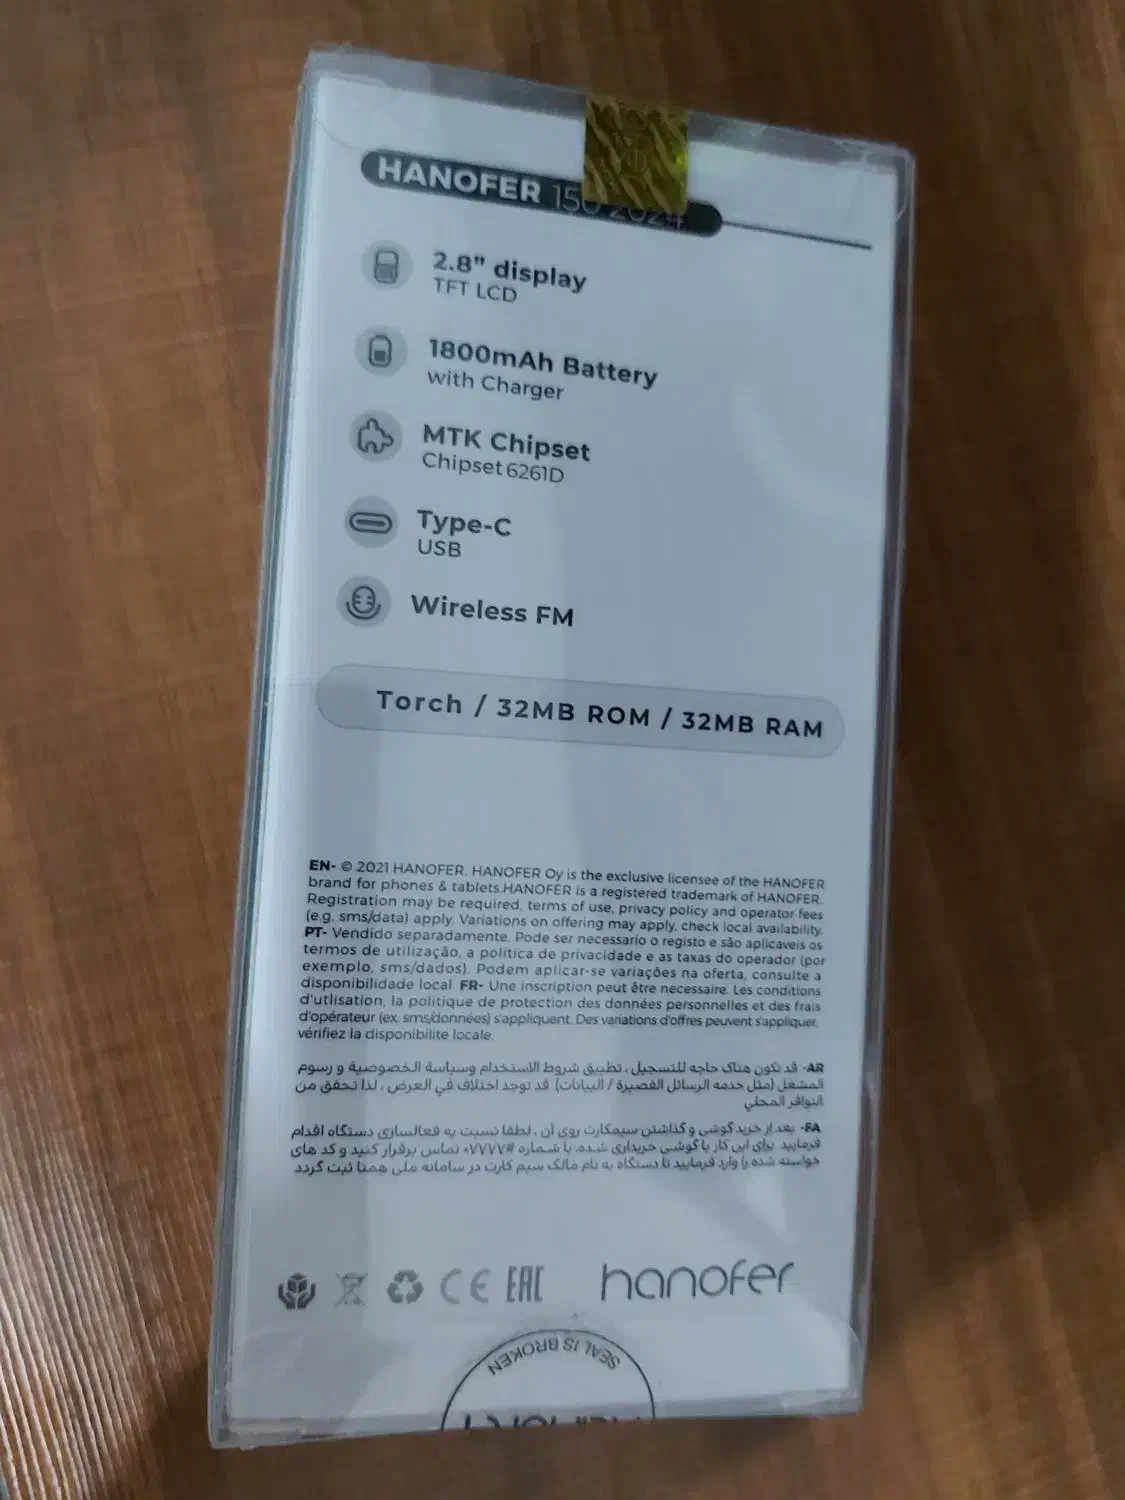 HANOFER 150 2024
2.8” display
TFT LCD
1800mAh Battery
with Charger
MTK Chipset
Chipset 6261D
Type-C
USB
Wireless FM
Torch / 32MB ROM / 32MB RAM
EN- © 2021 HANOFER. HANOFER Oy is the exclusive licensee of the HANOFER
brand for phones & tablets.HANOFER is a registered trademark of HANOFER.
Registration may be required, terms of use, privacy policy and operator fees
(e.g, sms/data) apply. Variations on offering may apply, check local availability.
PT- Vendido separadamente. Pode ser necessario o registo e são aplicaveis os
termos de utilização, a política de privacidade e as taxas do operador (por
exemplo, sms/dados). Podem aplicar-se variações na oferta, consulte a
disponibilidade local. FR- Une inscription peut être necessaire. Les conditions
d'utlisation, la politique de protection des données personnelles et des frais
d'opérateur (ex. sms/données) s'appliquent. Des variations d'offres peuvent s'appliquer,
vérifiez la disponibilite locale.
AR- قد تكون هناك حاجه للتسجيل ، تطبيق شروط الاستخدام وسياسة الخصوصية و رسوم
المشغل (مثل خدمه الرسائل القصيرة / البيانات) قد توجد اختلاف في العرض ، لذا تحقق من
التوافر المحلي
FA- بعد از خرید گوشی و گذاشتن سیمکارت روی آن ، لطفا نسبت به فعالسازی دستگاه اقدام
فرمایید. برای این کار با گوشی خریداری شده، با شماره #۷۷۷۷* تماس برقرار کنید و کد های
خواسته شده را وارد فرمایید تا دستگاه به نام مالک سیم کارت در سامانه ملی همتا ثبت گردد
CE EAC hanofer
SEAL IS BROKEN